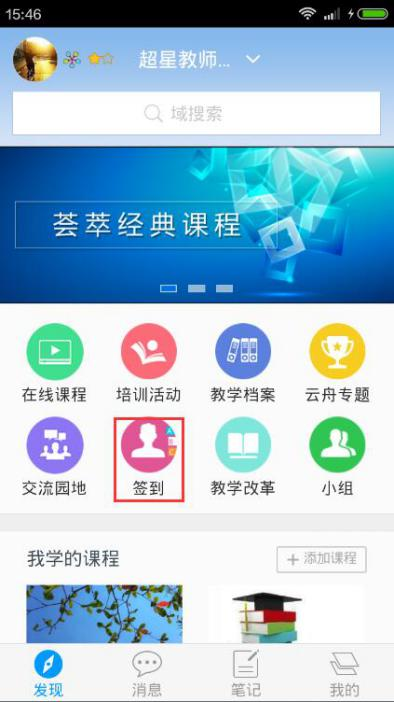 15:46
超星教师...
域搜索
荟萃经典课程
在线课程
培训活动
教学档案
云舟专题
交流园地
签到
教学改革
小组
我学的课程
+ 添加课程
发现
消息
笔记
我的